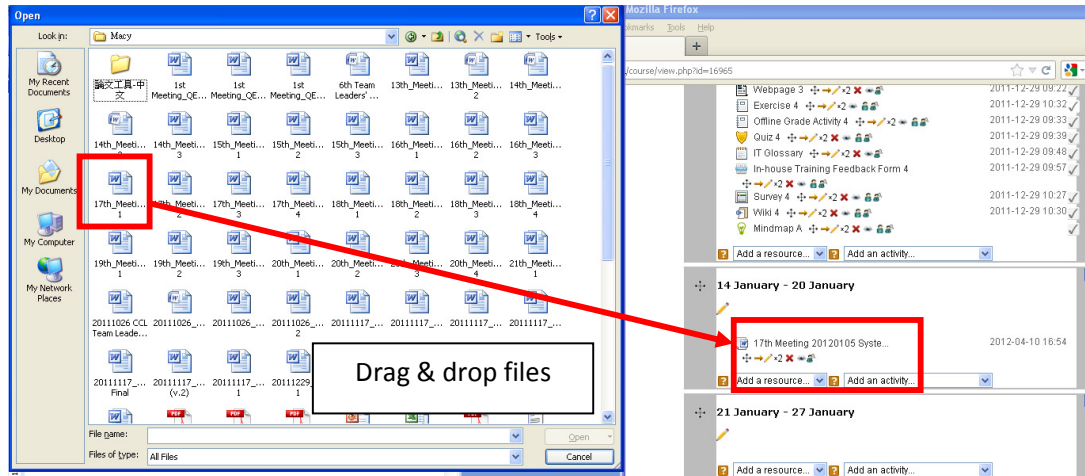 Open
Look in:
Macy
Tools
My Recent
Documents
Desktop
My Documents
My Computer
My Network
Places
論文工具-中
文
1st
Meeting_QE...
1st
Meeting_QE...
1st
Meeting_QE...
6th Team
Leaders' ...
13th_Meeti...
13th_Meeti...
2
14th_Meeti...
14th_Meeti...
14th_Meeti...
3
15th_Meeti...
1
15th_Meeti...
2
15th_Meeti...
3
16th_Meeti...
1
16th_Meeti...
2
16th_Meeti...
3
17th_Meeti...
1
17th_Meeti...
2
17th_Meeti...
3
17th_Meeti...
4
18th_Meeti...
1
18th_Meeti...
2
18th_Meeti...
3
18th_Meeti...
4
19th_Meeti...
1
19th_Meeti...
2
19th_Meeti...
3
20th_Meeti...
1
20th_Meeti...
2
20th_Meeti...
3
20th_Meeti...
4
21th_Meeti...
1
20111026 CCL
Team Leade...
20111026_...
20111026_...
20111026_...
2
20111117_...
20111117_...
20111117_...
20111117_...
20111117_...
Final
20111117_...
(v.2)
20111117_...
1
20111229_
1
Drag & drop files
File name:
Open
Files of type:
All Files
Cancel
Mozilla Firefox
okmarks Tools Help
/course/view.php?id=16965
Webpage 3 2011-12-29 09:22
Exercise 4 2011-12-29 10:32
Offline Grade Activity 4 2011-12-29 09:33
Quiz 4 2011-12-29 09:39
IT Glossary 2011-12-29 09:48
In-house Training Feedback Form 4 2011-12-29 09:57
Survey 4 2011-12-29 10:27
Wiki 4 2011-12-29 10:30
Mindmap A
Add a resource... Add an activity...
14 January - 20 January
17th Meeting 20120105 Syste... 2012-04-10 16:54
Add a resource... Add an activity...
21 January - 27 January
Add a resource... Add an activity...